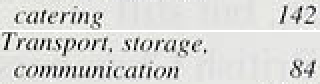 catering 142
Transport, storage,
communication 84